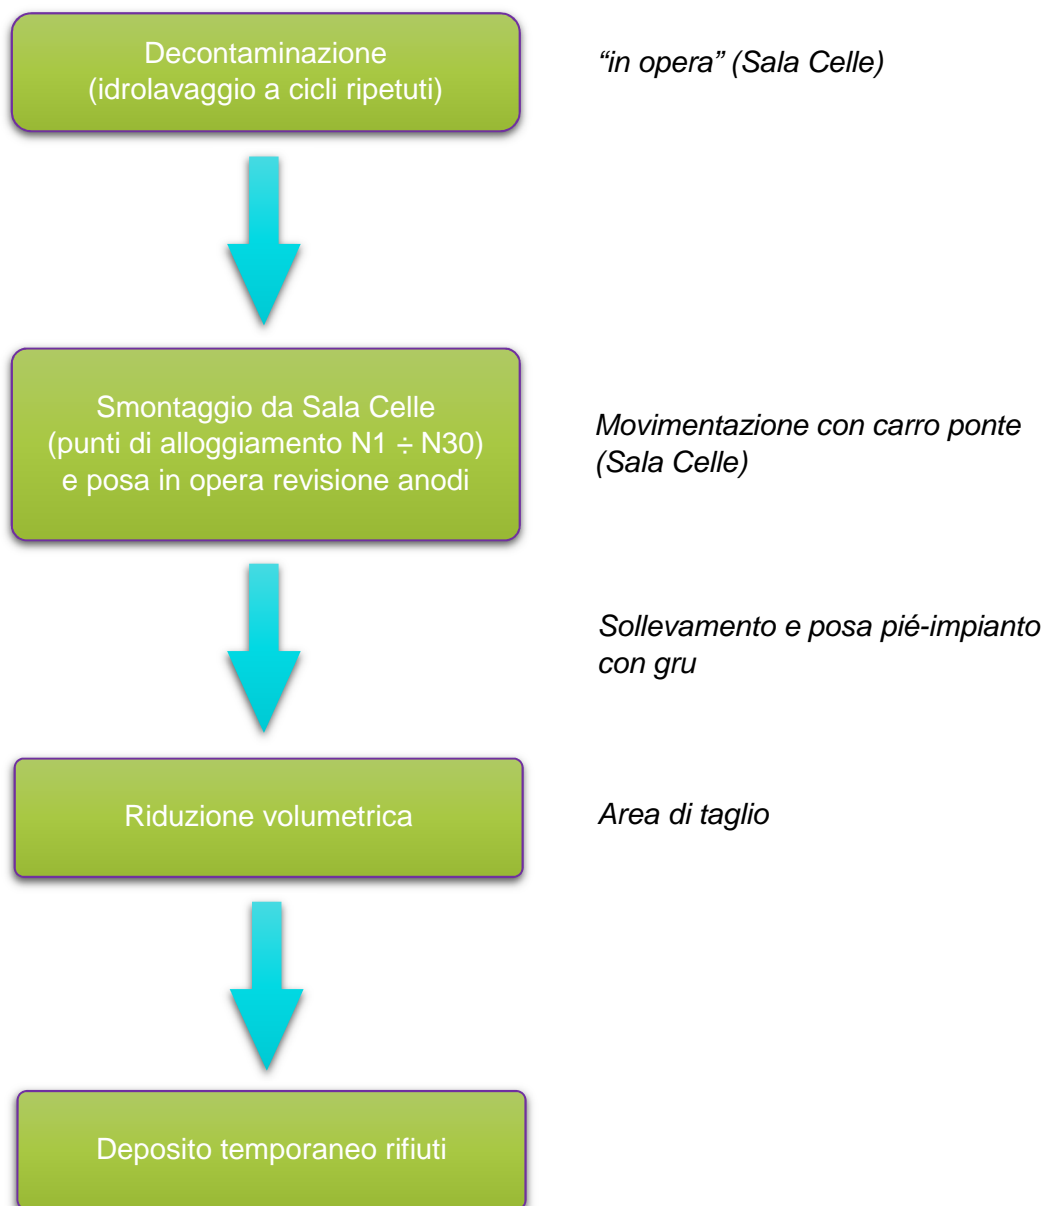 Decontaminazione
(idrolavaggio a cicli ripetuti)
“in opera” (Sala Celle)
Smontaggio da Sala Celle
(punti di alloggiamento N1 ÷ N30)
e posa in opera revisione anodi
Movimentazione con carro ponte
(Sala Celle)
Sollevamento e posa pié-impianto
con gru
Riduzione volumetrica
Area di taglio
Deposito temporaneo rifiuti